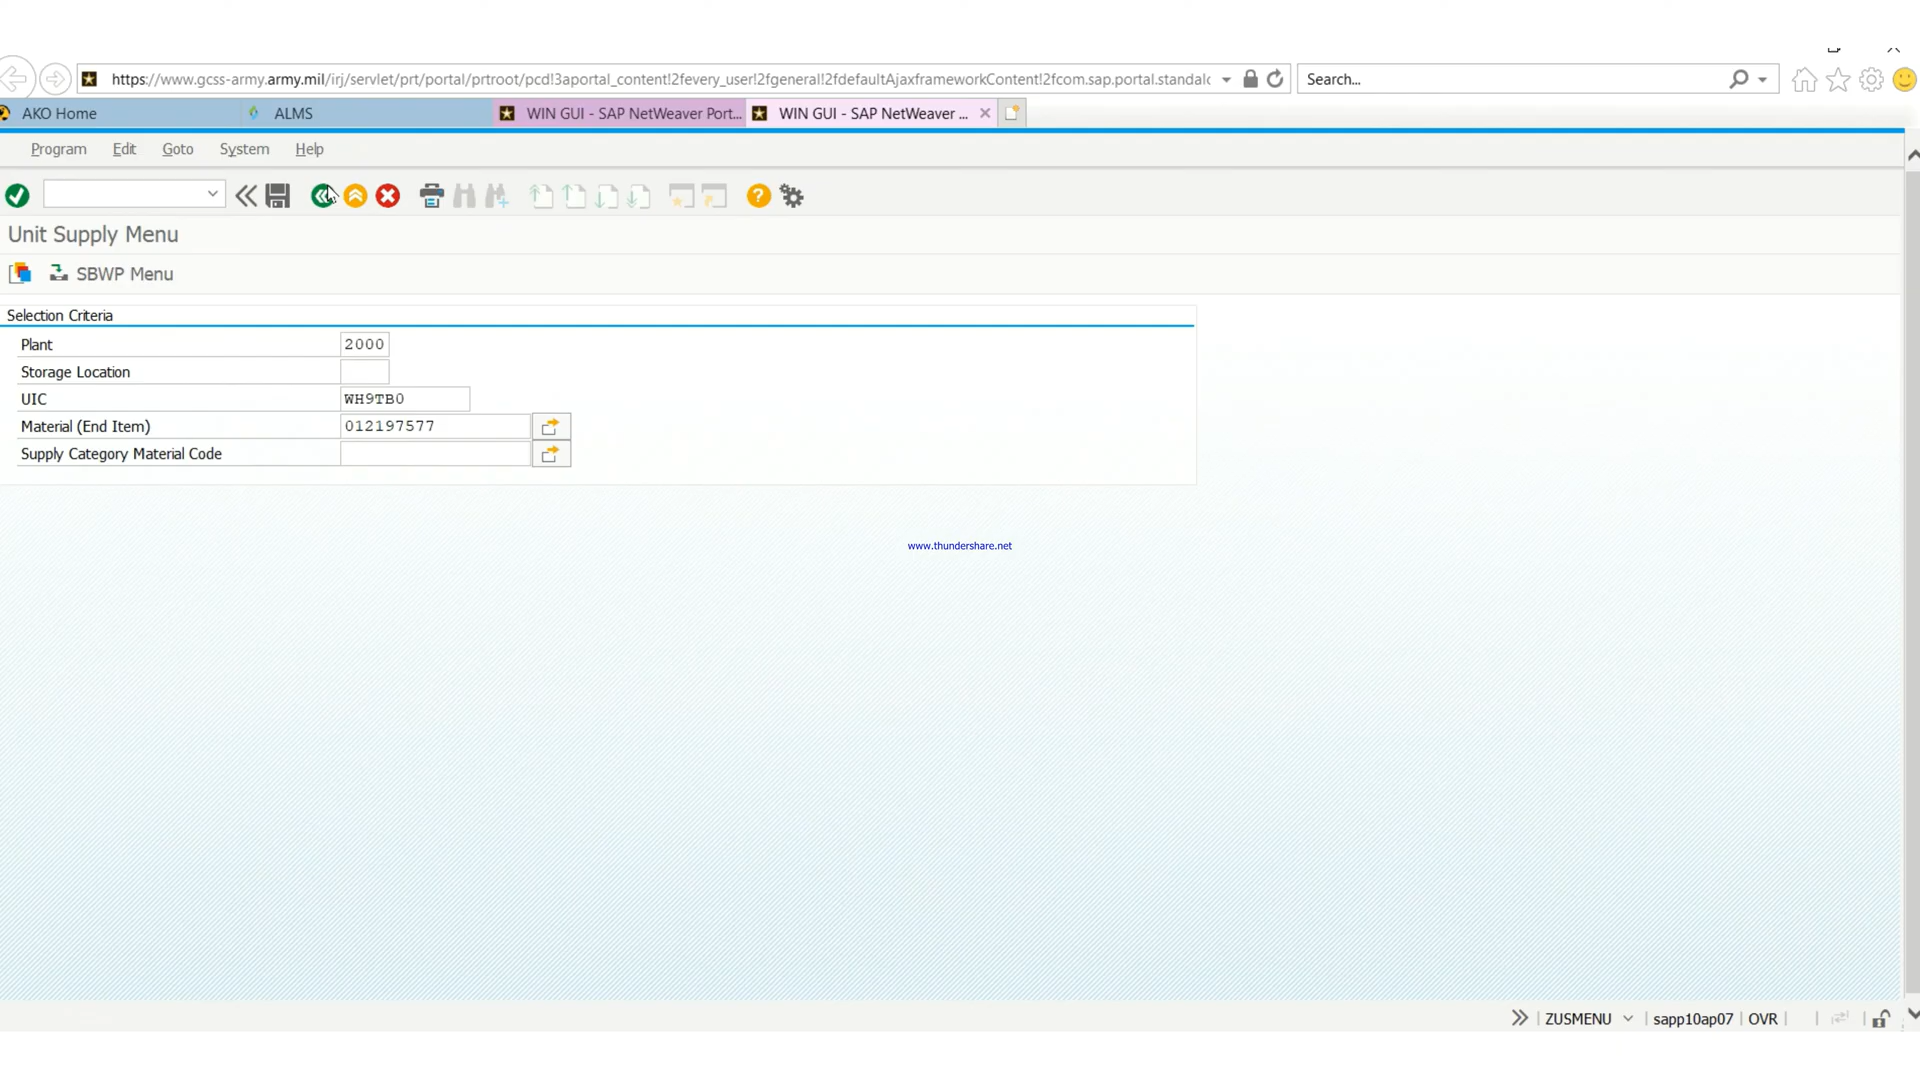 https://www.gcss-army.army.mil/irj/servlet/prt/portal/prtroot/pcd!3aportal_content!2fevery_user!2fgeneral!2fdefaultAjaxframeworkContent!2fcom.sap.portal.standalc
Search...
AKO Home
ALMS
WIN GUI - SAP NetWeaver Port...
WIN GUI - SAP NetWeaver ...
Program Edit Goto System Help
Unit Supply Menu
SBWP Menu
Selection Criteria
Plant 2000
Storage Location
UIC WH9TB0
Material (End Item) 012197577
Supply Category Material Code
www.thundershare.net
ZUSMENU sapp10ap07 OVR